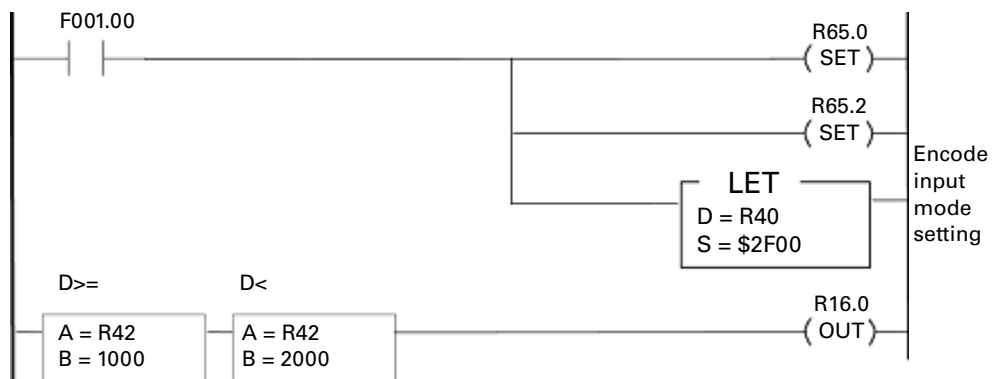 F001.00
R65.0
( SET )
R65.2
( SET )
Encode
input
mode
setting
LET
D = R40
S = $2F00
D>=
D<
R16.0
A = R42
B = 1000
A = R42
B = 2000
( OUT )